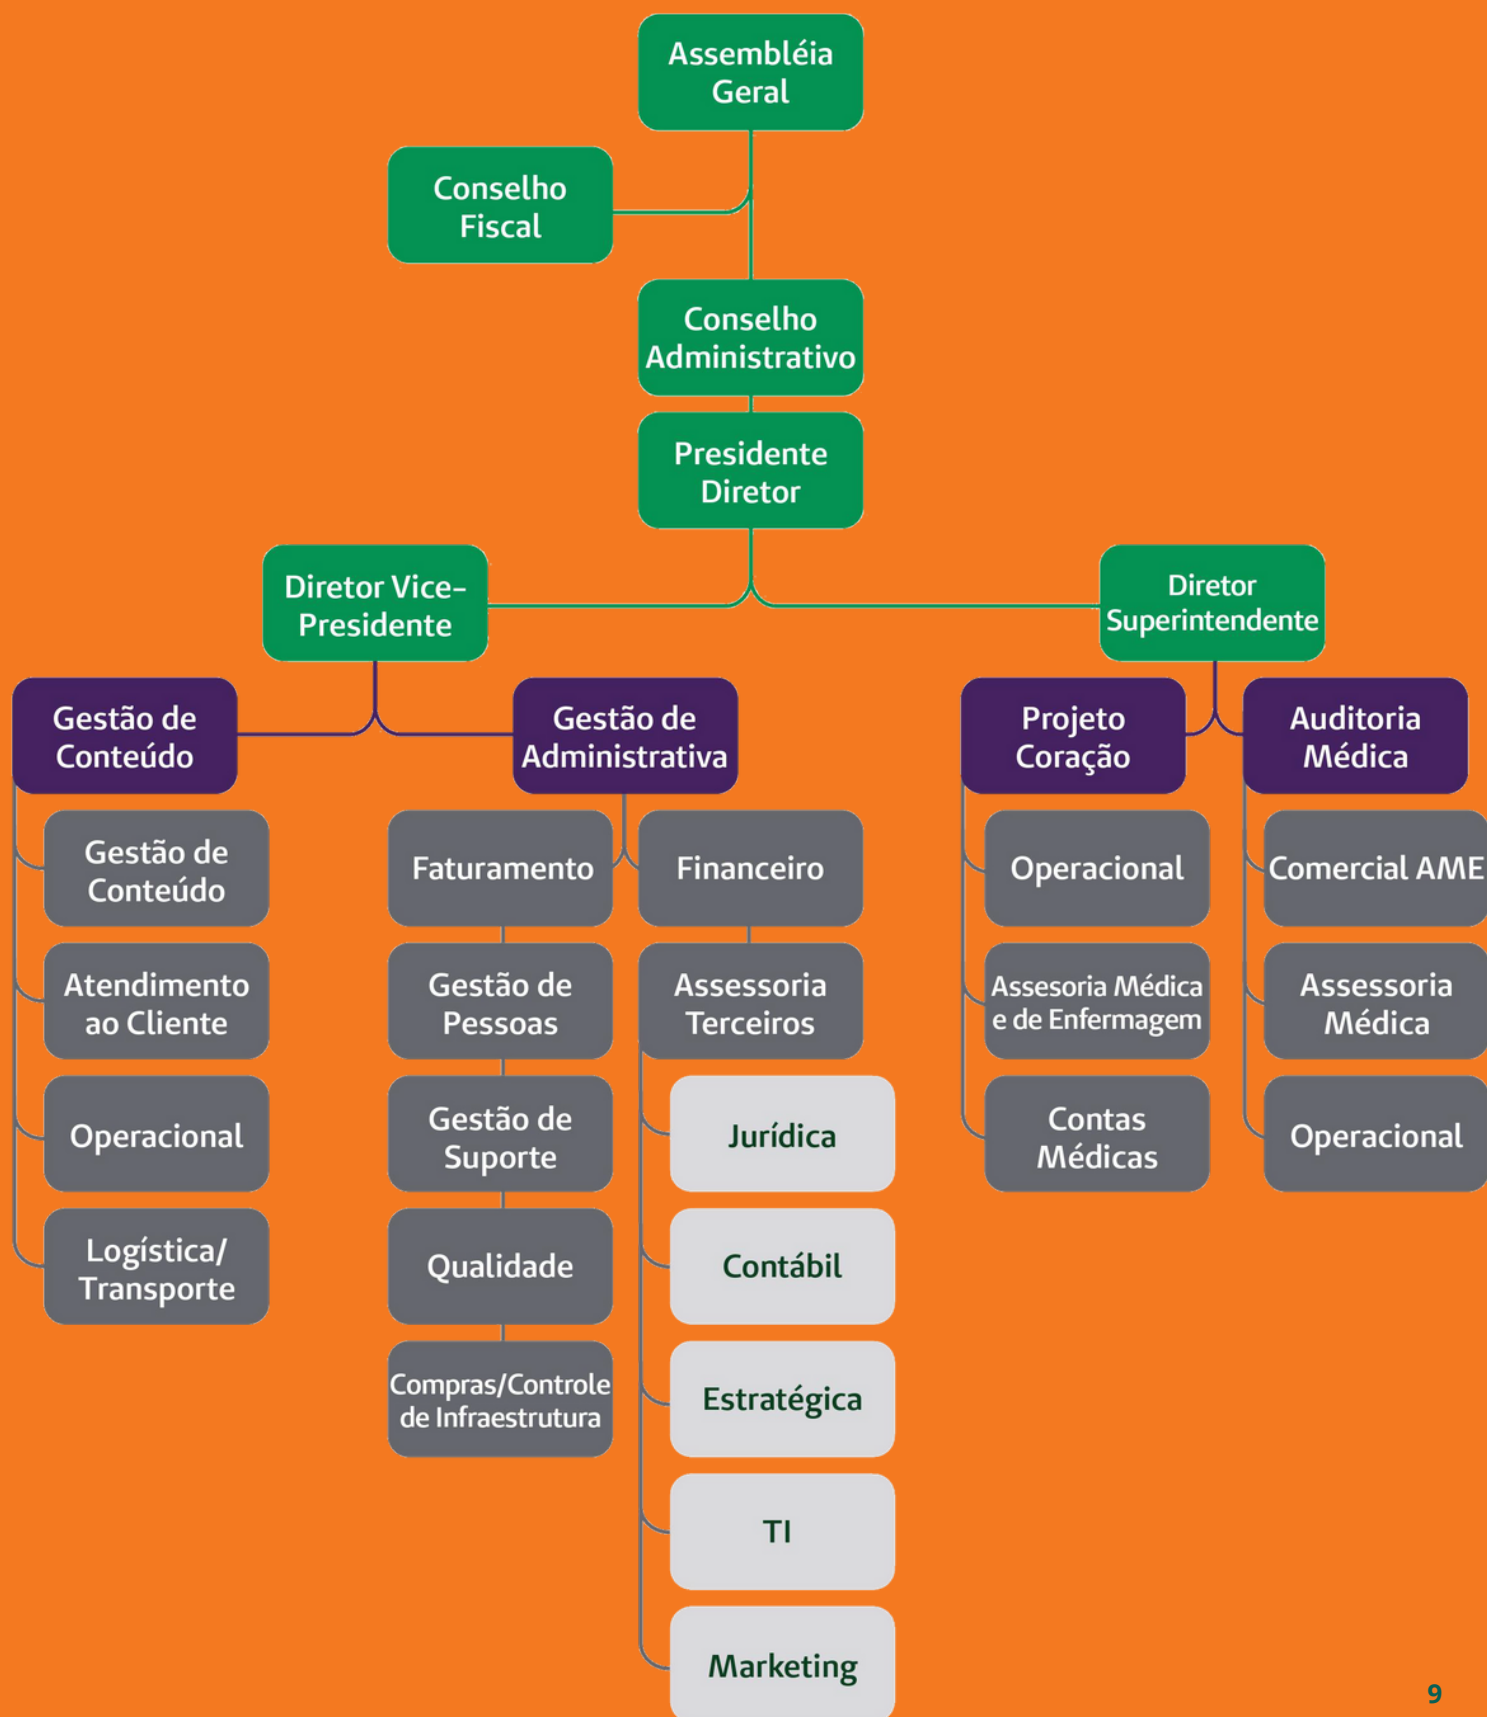 Assembléia
Geral
Conselho
Fiscal
Conselho
Administrativo
Presidente
Diretor
Diretor Vice-
Presidente
Diretor
Superintendente
Gestão de
Conteúdo
Gestão de
Administrativa
Projeto
Coração
Auditoria
Médica
Gestão de
Conteúdo
Atendimento
ao Cliente
Operacional
Logística/
Transporte
Faturamento
Gestão de
Pessoas
Gestão de
Suporte
Qualidade
Compras/Controle
de Infraestrutura
Financeiro
Assessoria
Terceiros
Jurídica
Contábil
Estratégica
TI
Marketing
Operacional
Assesoria Médica
e de Enfermagem
Contas
Médicas
Comercial AME
Assessoria
Médica
Operacional
9